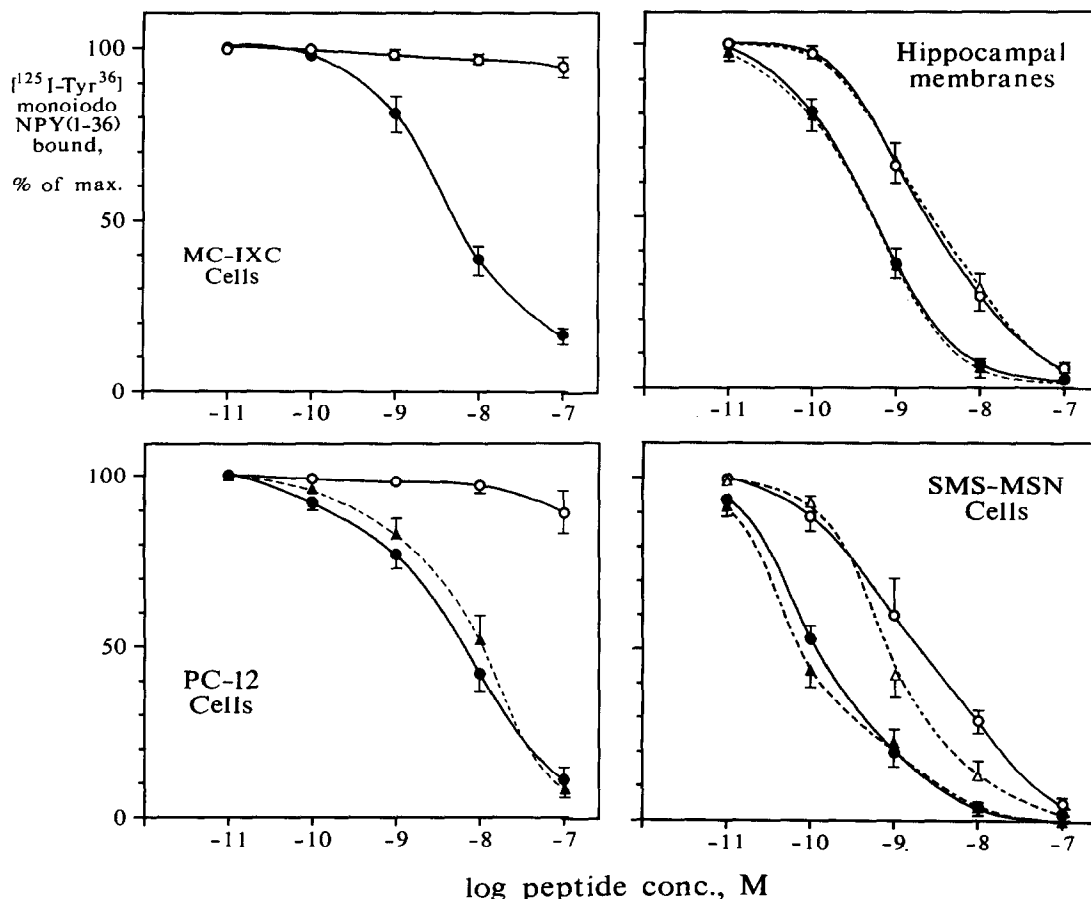 100
[¹²⁵I-Tyr³⁶]
monoiodo
NPY(1-36)
bound,
% of max.
50
0
MC-IXC
Cells
-11 -10 -9 -8 -7
Hippocampal
membranes
-11 -10 -9 -8 -7
100
50
0
PC-12
Cells
-11 -10 -9 -8 -7
SMS-MSN
Cells
-11 -10 -9 -8 -7
log peptide conc., M